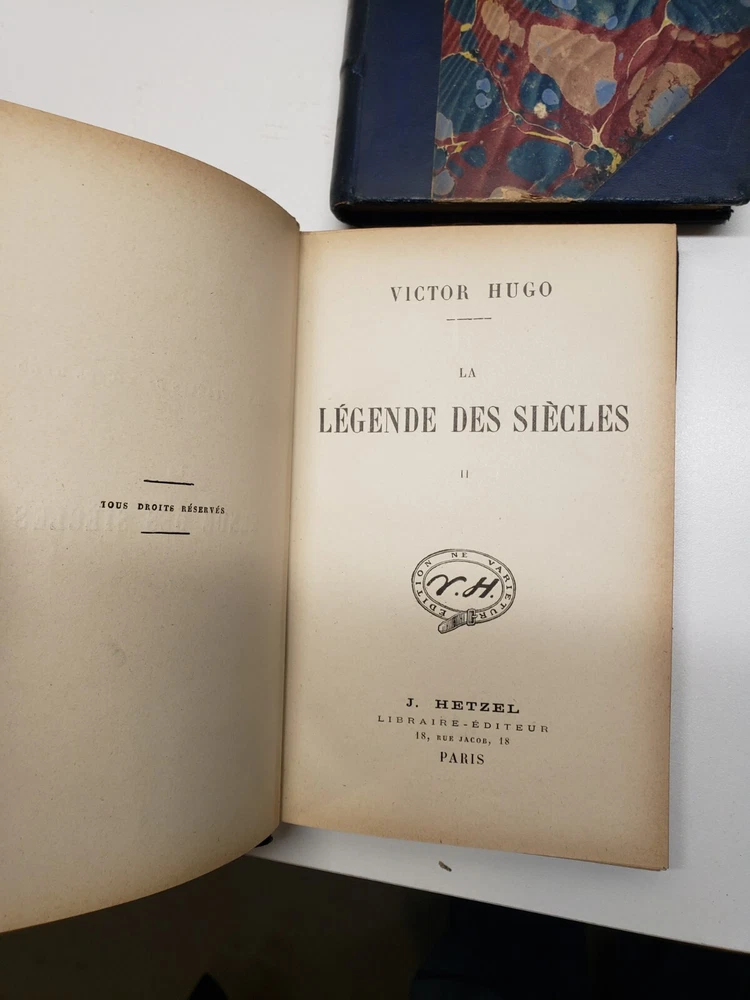 TOUS DROITS RÉSERVÉS
VICTOR HUGO
LA
LÉGENDE DES SIÈCLES
II
ÉDITION NE VARIETUR
V.H.
J. HETZEL
LIBRAIRE-ÉDITEUR
18, RUE JACOB, 18
PARIS